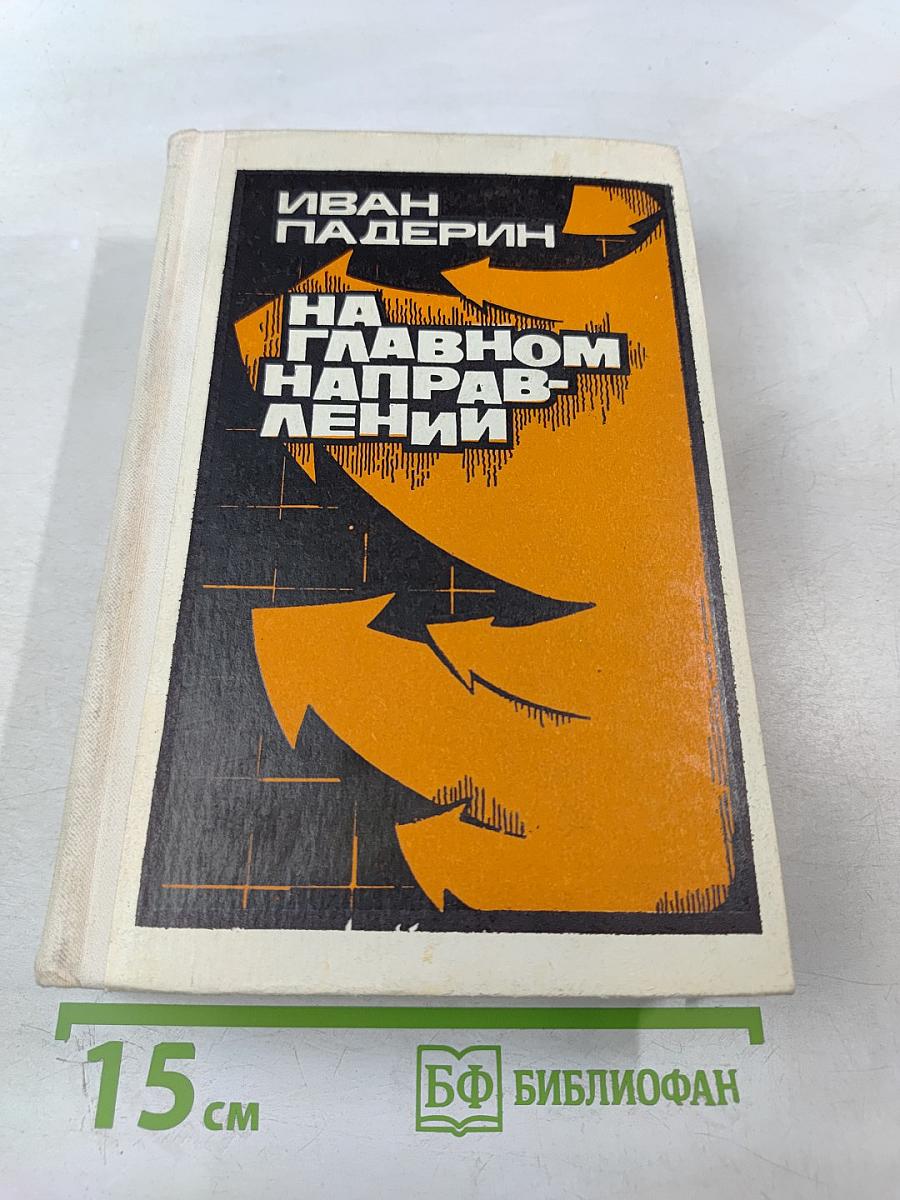 ИВАН
ПАДЕРИН
НА
ГЛАВНОМ
НАПРАВ-
ЛЕНИИ
15 см
БФ БИБЛИОФАН